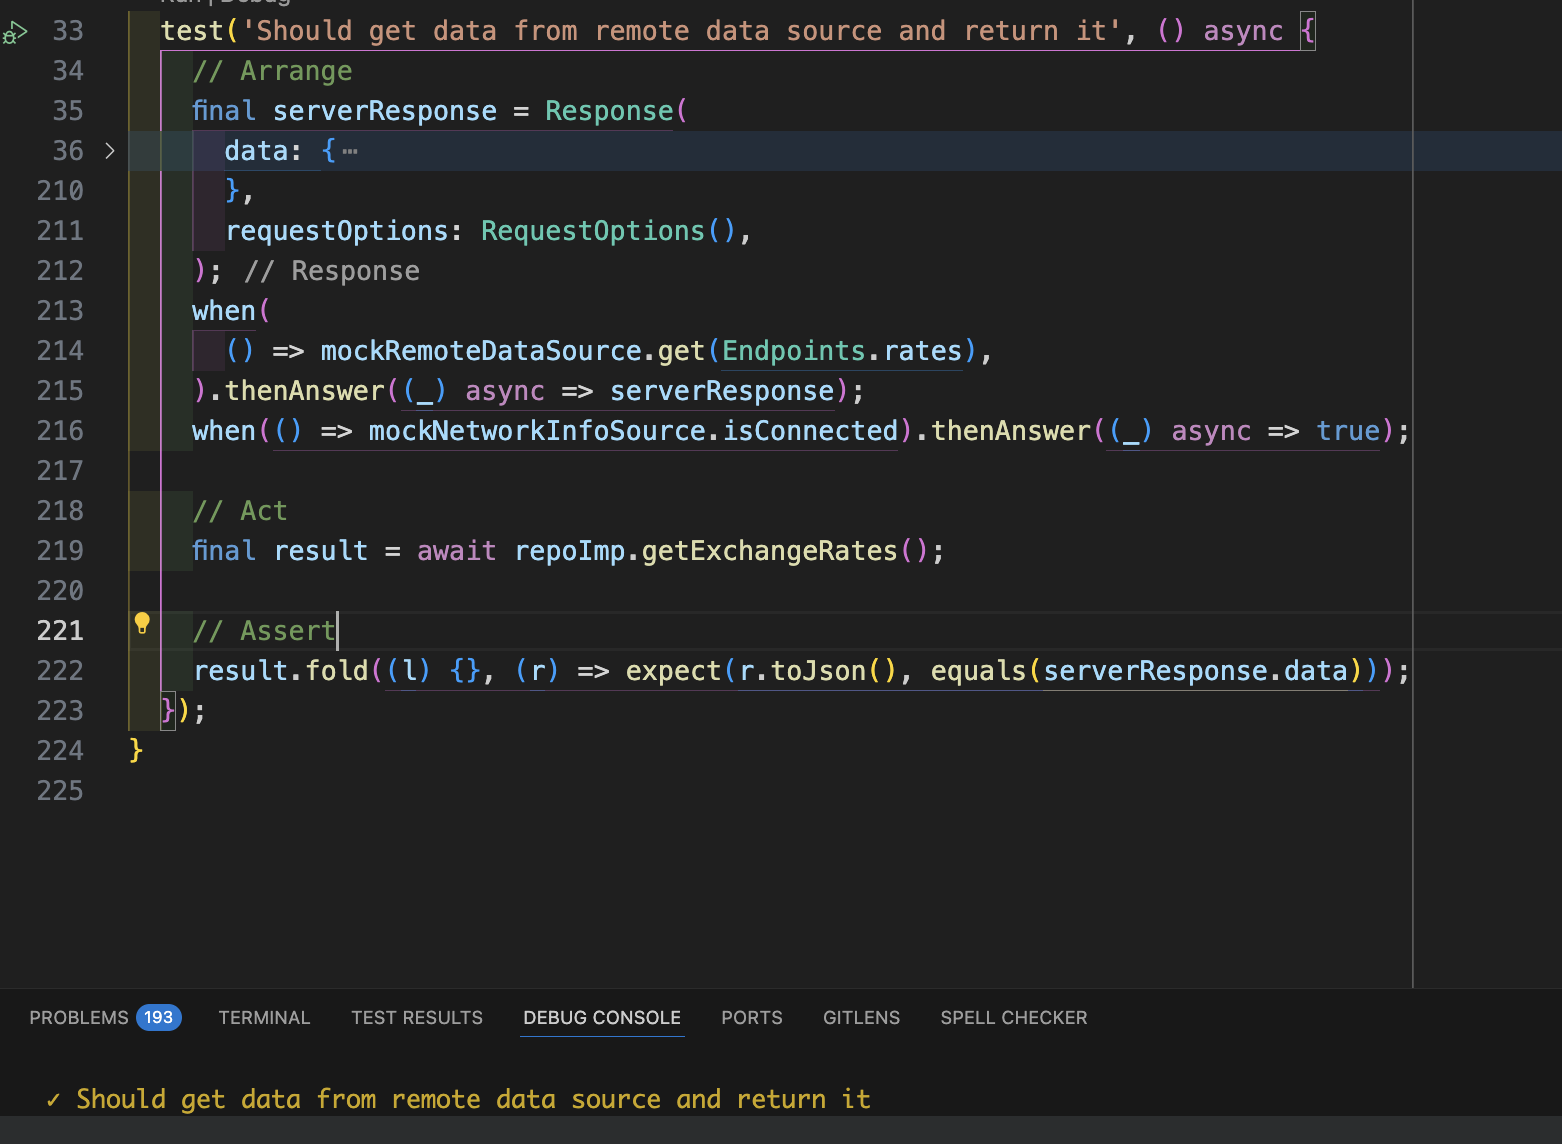 Run | Debug
33 test('Should get data from remote data source and return it', () async {
34 // Arrange
35 final serverResponse = Response(
36 data: {⋯
210 },
211 requestOptions: RequestOptions(),
212 ); // Response
213 when(
214 () => mockRemoteDataSource.get(Endpoints.rates),
215 ).thenAnswer((_) async => serverResponse);
216 when(() => mockNetworkInfoSource.isConnected).thenAnswer((_) async => true);
217
218 // Act
219 final result = await repoImp.getExchangeRates();
220
221 // Assert
222 result.fold((l) {}, (r) => expect(r.toJson(), equals(serverResponse.data)));
223 });
224 }
225
PROBLEMS 193 TERMINAL TEST RESULTS DEBUG CONSOLE PORTS GITLENS SPELL CHECKER
✓ Should get data from remote data source and return it